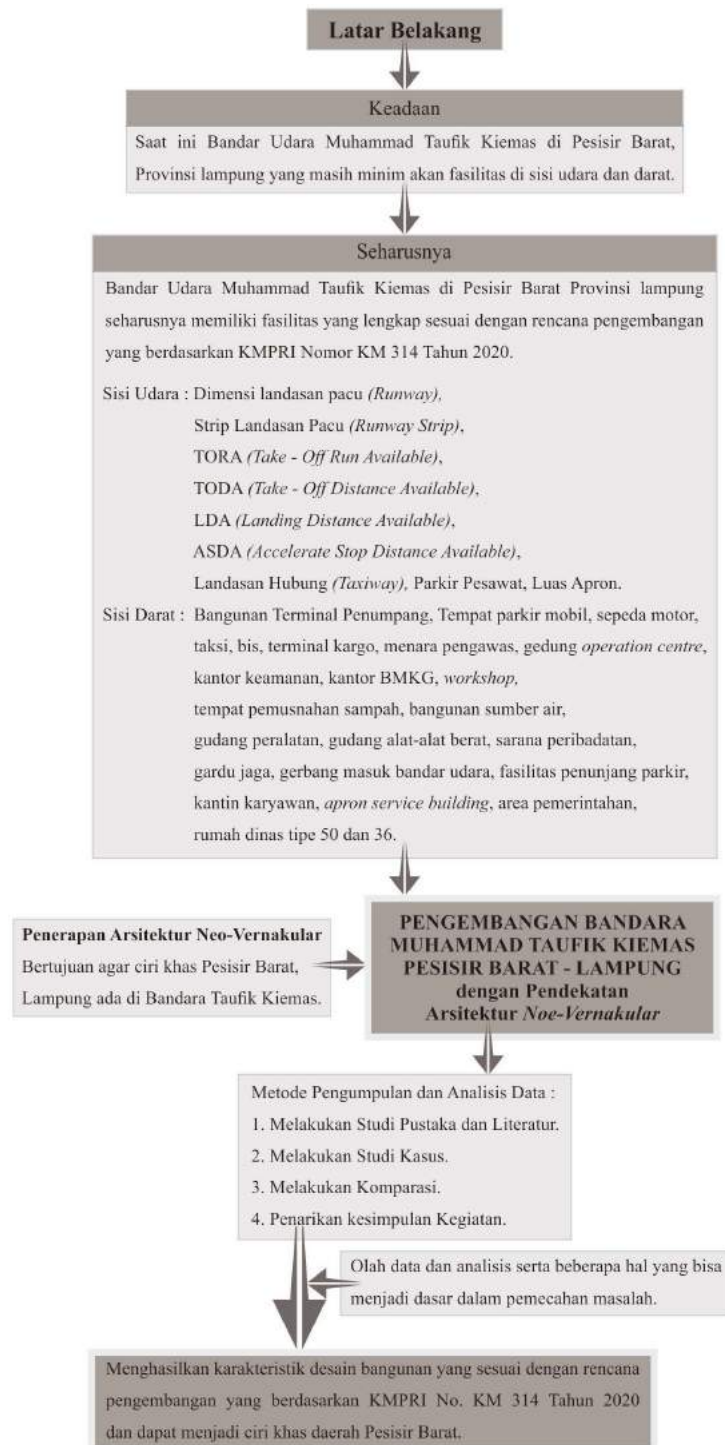 Latar Belakang
Keadaan
Saat ini Bandar Udara Muhammad Taufik Kiemas di Pesisir Barat,
Provinsi lampung yang masih minim akan fasilitas di sisi udara dan darat.
Seharusnya
Bandar Udara Muhammad Taufik Kiemas di Pesisir Barat Provinsi lampung
seharusnya memiliki fasilitas yang lengkap sesuai dengan rencana pengembangan
yang berdasarkan KMPRI Nomor KM 314 Tahun 2020.
Sisi Udara : Dimensi landasan pacu (Runway),
Strip Landasan Pacu (Runway Strip),
TORA (Take - Off Run Available),
TODA (Take - Off Distance Available),
LDA (Landing Distance Available),
ASDA (Accelerate Stop Distance Available),
Landasan Hubung (Taxiway), Parkir Pesawat, Luas Apron.
Sisi Darat : Bangunan Terminal Penumpang, Tempat parkir mobil, sepeda motor,
taksi, bis, terminal kargo, menara pengawas, gedung operation centre,
kantor keamanan, kantor BMKG, workshop,
tempat pemusnahan sampah, bangunan sumber air,
gudang peralatan, gudang alat-alat berat, sarana peribadatan,
gardu jaga, gerbang masuk bandar udara, fasilitas penunjang parkir,
kantin karyawan, apron service building, area pemerintahan,
rumah dinas tipe 50 dan 36.
Penerapan Arsitektur Neo-Vernakular
Bertujuan agar ciri khas Pesisir Barat,
Lampung ada di Bandara Taufik Kiemas.
PENGEMBANGAN BANDARA
MUHAMMAD TAUFIK KIEMAS
PESISIR BARAT - LAMPUNG
dengan Pendekatan
Arsitektur Noe-Vernakular
Metode Pengumpulan dan Analisis Data :
1. Melakukan Studi Pustaka dan Literatur.
2. Melakukan Studi Kasus.
3. Melakukan Komparasi.
4. Penarikan kesimpulan Kegiatan.
Olah data dan analisis serta beberapa hal yang bisa
menjadi dasar dalam pemecahan masalah.
Menghasilkan karakteristik desain bangunan yang sesuai dengan rencana
pengembangan yang berdasarkan KMPRI No. KM 314 Tahun 2020
dan dapat menjadi ciri khas daerah Pesisir Barat.